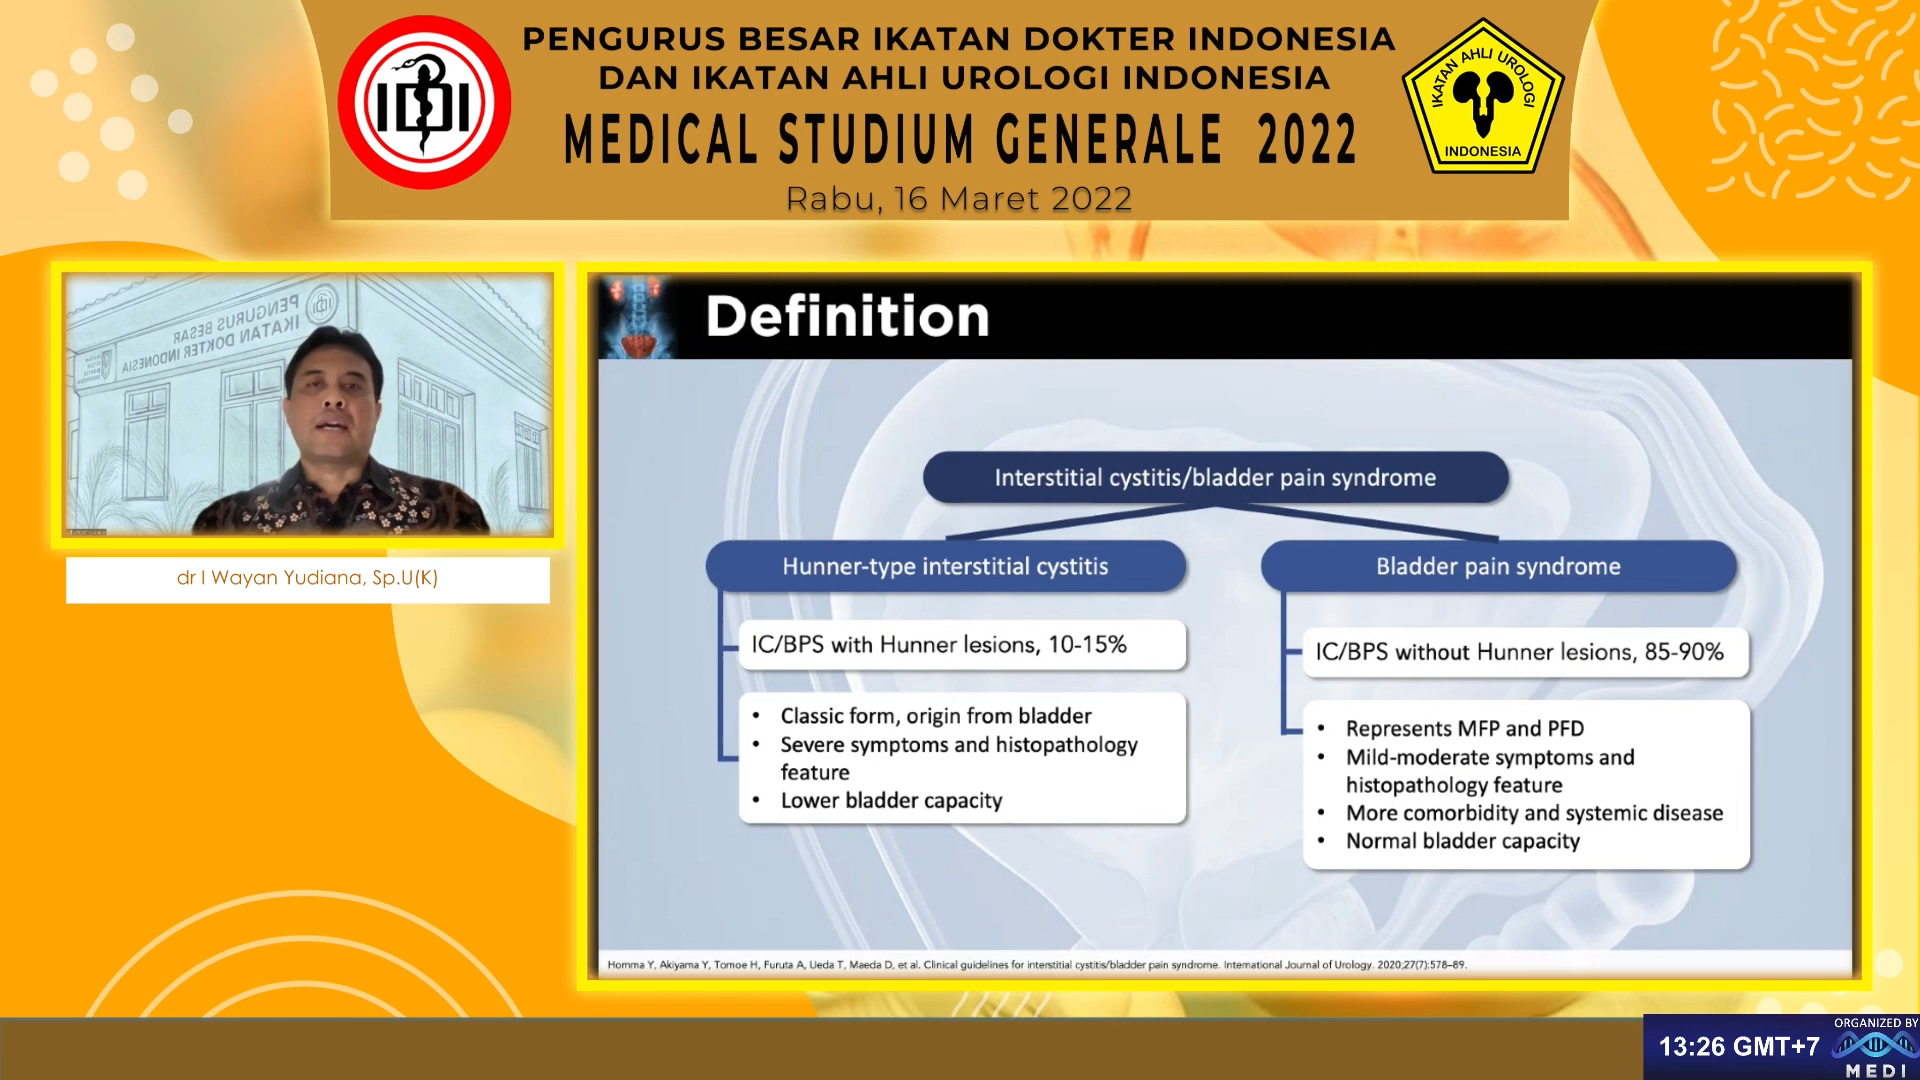 PENGURUS BESAR IKATAN DOKTER INDONESIA
DAN IKATAN AHLI UROLOGI INDONESIA
MEDICAL STUDIUM GENERALE 2022
Rabu, 16 Maret 2022
IDI
IKATAN AHLI UROLOGI
INDONESIA
PENGURUS BESAR
IKATAN DOKTER INDONESIA
dr I Wayan Yudiana, Sp.U(K)
Definition
Interstitial cystitis/bladder pain syndrome
Hunner-type interstitial cystitis
IC/BPS with Hunner lesions, 10-15%
• Classic form, origin from bladder
• Severe symptoms and histopathology
feature
• Lower bladder capacity
Bladder pain syndrome
IC/BPS without Hunner lesions, 85-90%
• Represents MFP and PFD
• Mild-moderate symptoms and
histopathology feature
• More comorbidity and systemic disease
• Normal bladder capacity
Homma Y, Akiyama Y, Tomoe H, Furuta A, Ueda T, Maeda D, et al. Clinical guidelines for interstitial cystitis/bladder pain syndrome. International Journal of Urology. 2020;27(7):578–89.
13:26 GMT+7
ORGANIZED BY
MEDI